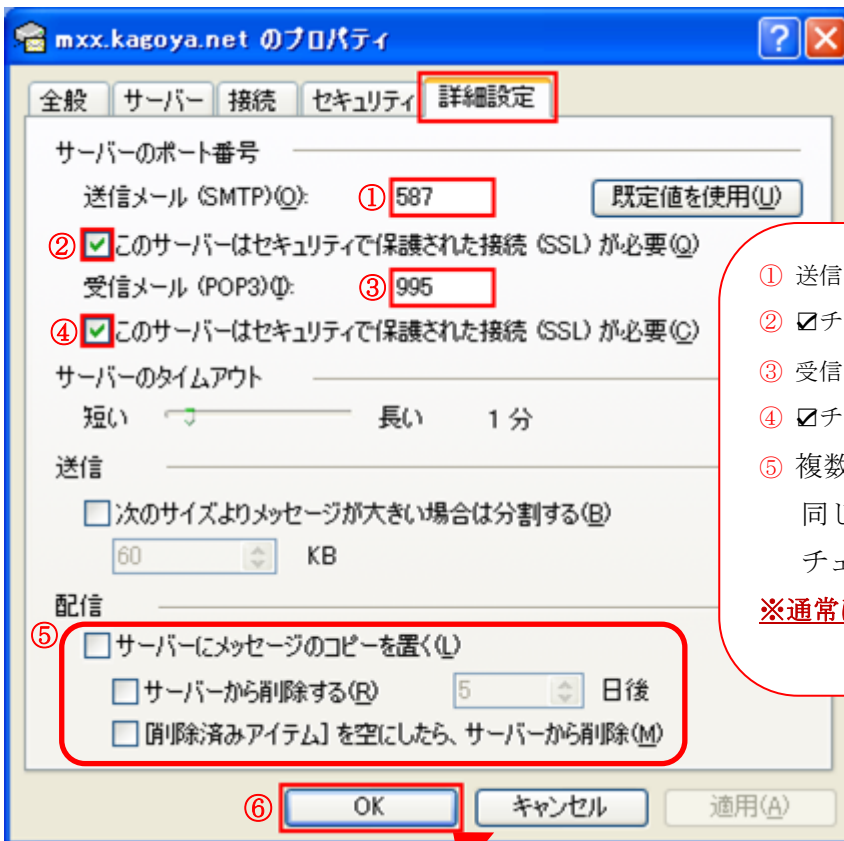 mxx.kagoya.net のプロパティ
全般 サーバー 接続 セキュリティ 詳細設定
サーバーのポート番号
送信メール (SMTP)(O): ① 587 既定値を使用(U)
② このサーバーはセキュリティで保護された接続 (SSL) が必要(Q)
受信メール (POP3)(I): ③ 995
④ このサーバーはセキュリティで保護された接続 (SSL) が必要(C)
サーバーのタイムアウト
短い 長い 1 分
送信
次のサイズよりメッセージが大きい場合は分割する(B)
60 KB
配信
⑤ サーバーにメッセージのコピーを置く(L)
サーバーから削除する(R) 5 日後
[削除済みアイテム] を空にしたら、サーバーから削除(M)
⑥ OK キャンセル 適用(A)
① 送信
② ☑チ
③ 受信
④ ☑チ
⑤ 複数
同じ
チェ
※通常